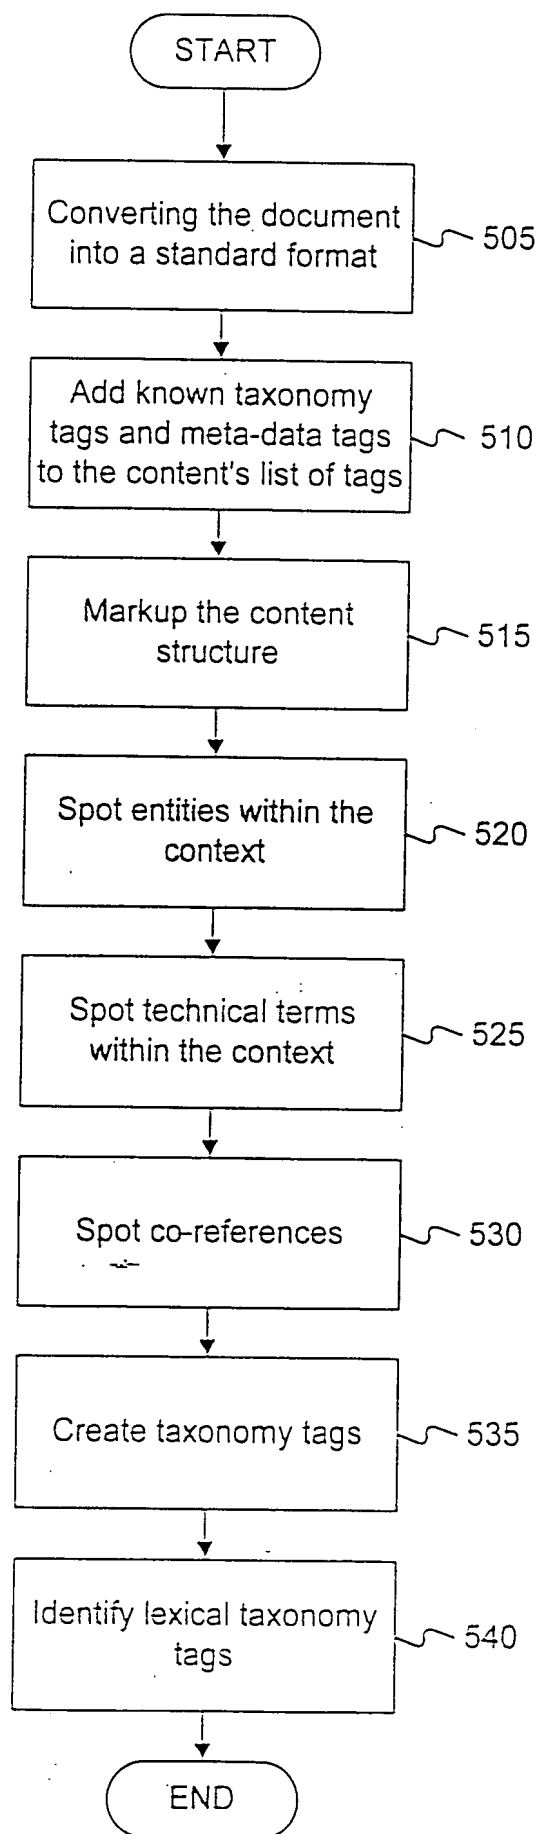 START
Converting the document
into a standard format
505
Add known taxonomy
tags and meta-data tags
to the content's list of tags
510
Markup the content
structure
515
Spot entities within the
context
520
Spot technical terms
within the context
525
Spot co-references
530
Create taxonomy tags
535
Identify lexical taxonomy
tags
540
END